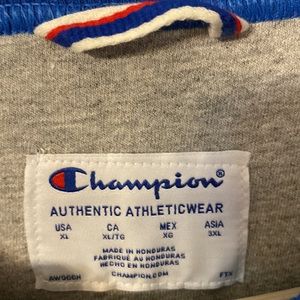 Champion®
AUTHENTIC ATHLETICWEAR
USA CA MEX ASIA
XL XL/TG XG 3XL
MADE IN HONDURAS
FABRIQUÉ AU HONDURAS
HECHO EN HONDURAS
CHAMPION.COM